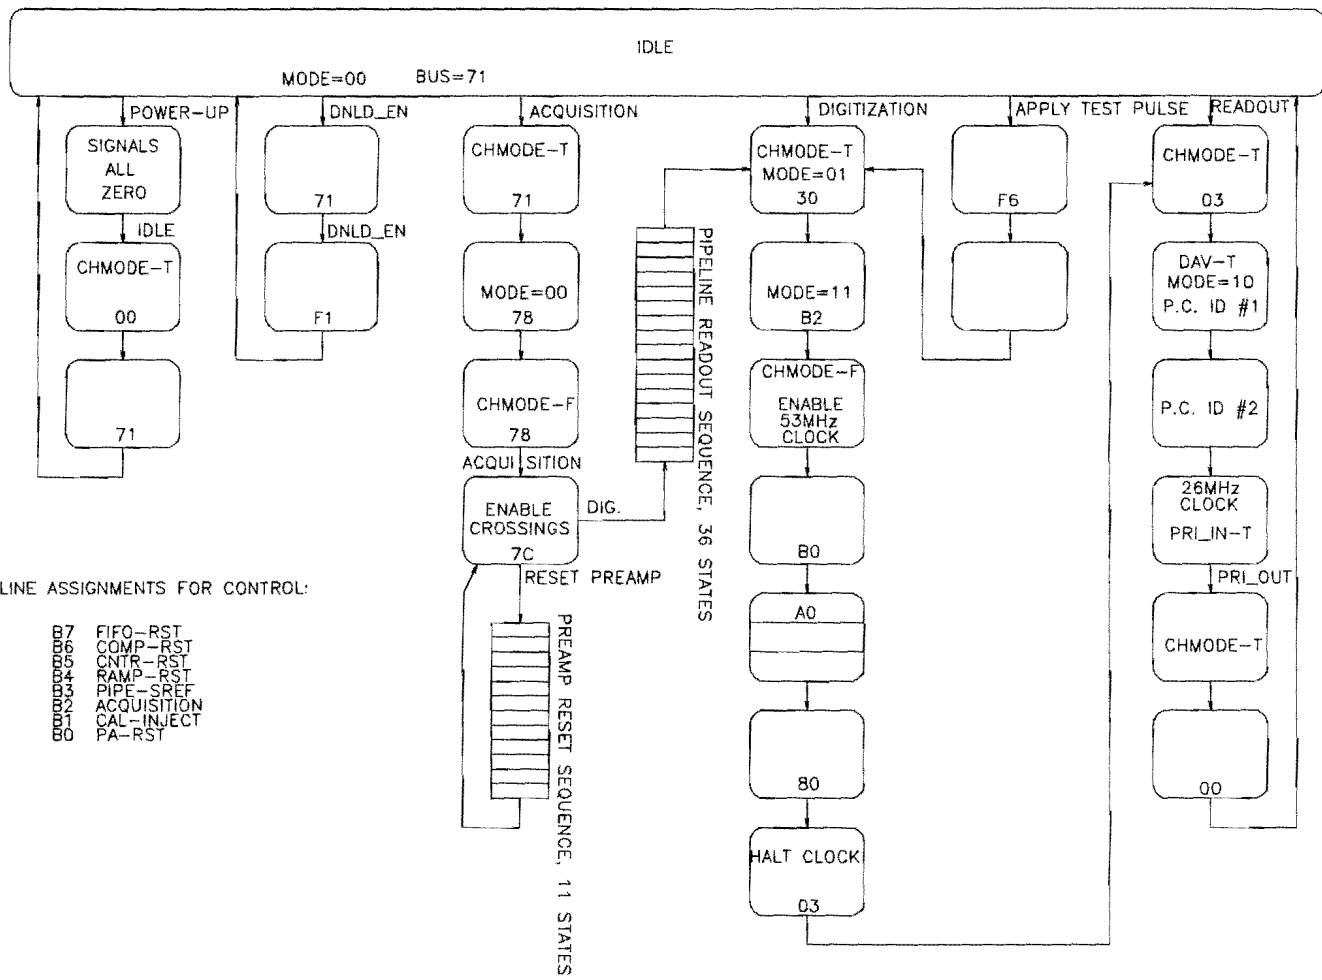 IDLE
MODE=00 BUS=71
POWER-UP
SIGNALS
ALL
ZERO
IDLE
CHMODE-T
00
71
DNLD_EN
71
DNLD_EN
F1
ACQUISITION
CHMODE-T
71
MODE=00
78
CHMODE-F
78
ACQUISITION
ENABLE
CROSSINGS
7C
DIG.
RESET PREAMP
PREAMP RESET SEQUENCE, 11 STATES
PIPELINE READOUT SEQUENCE, 36 STATES
DIGITIZATION
CHMODE-T
MODE=01
30
MODE=11
B2
CHMODE-F
ENABLE
53MHz
CLOCK
B0
A0
80
HALT CLOCK
03
APPLY TEST PULSE
F6
READOUT
CHMODE-T
03
DAV-T
MODE=10
P.C. ID #1
P.C. ID #2
26MHz
CLOCK
PRI_IN-T
PRI_OUT
CHMODE-T
00
LINE ASSIGNMENTS FOR CONTROL:
B7 FIFO-RST
B6 COMP-RST
B5 CNTR-RST
B4 RAMP-RST
B3 PIPE-SREF
B2 ACQUISITION
B1 CAL-INJECT
B0 PA-RST